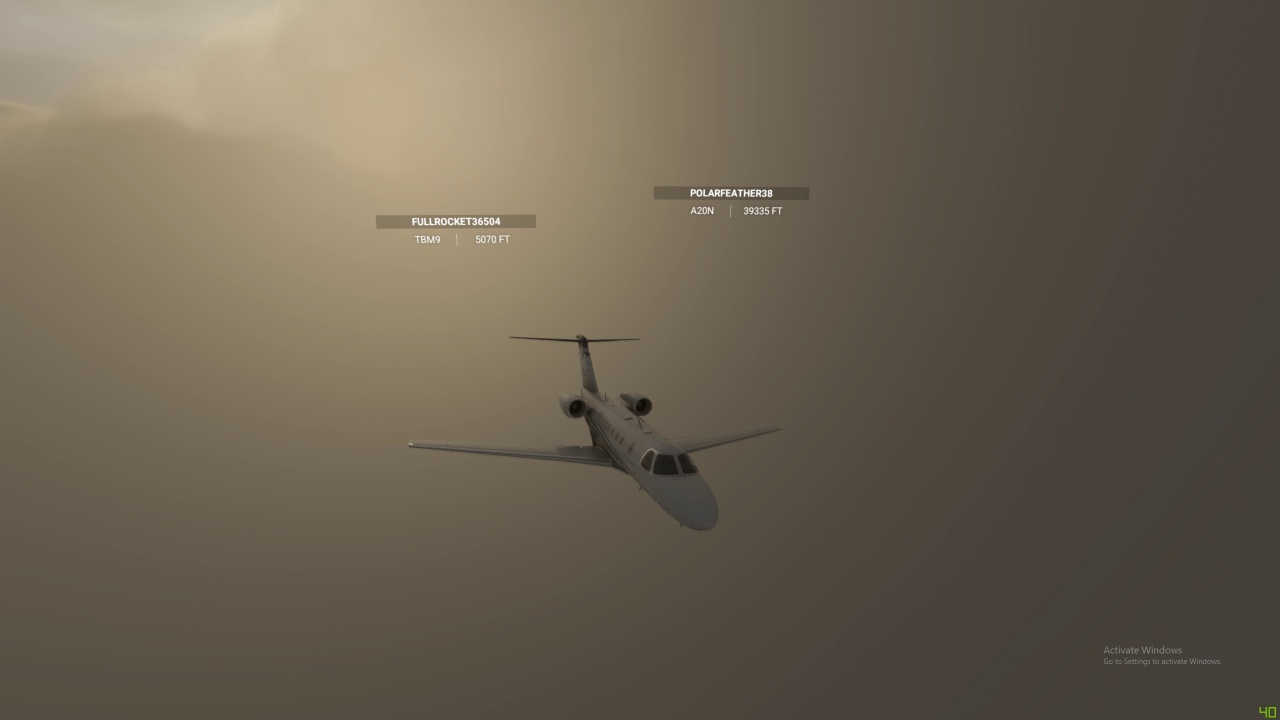 POLARFEATHER38
A20N | 39335 FT
FULLROCKET36504
TBM9 | 5070 FT
Activate Windows
Go to Settings to activate Windows.
40